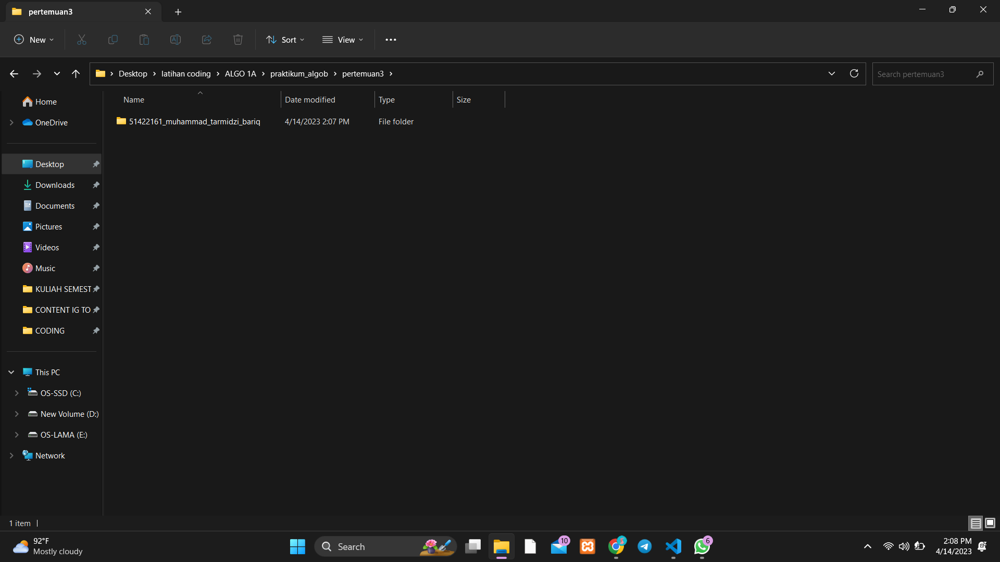 pertemuan3
New
Sort
View
Desktop
latihan coding
ALGO 1A
praktikum_algob
pertemuan3
Search pertemuan3
Name
Date modified
Type
Size
51422161_muhammad_tarmidzi_bariq
4/14/2023 2:07 PM
File folder
Home
OneDrive
Desktop
Downloads
Documents
Pictures
Videos
Music
KULIAH SEMEST
CONTENT IG TO
CODING
This PC
OS-SSD (C:)
New Volume (D:)
OS-LAMA (E:)
Network
1 item
92°F
Mostly cloudy
Search
10
6
2:08 PM
4/14/2023